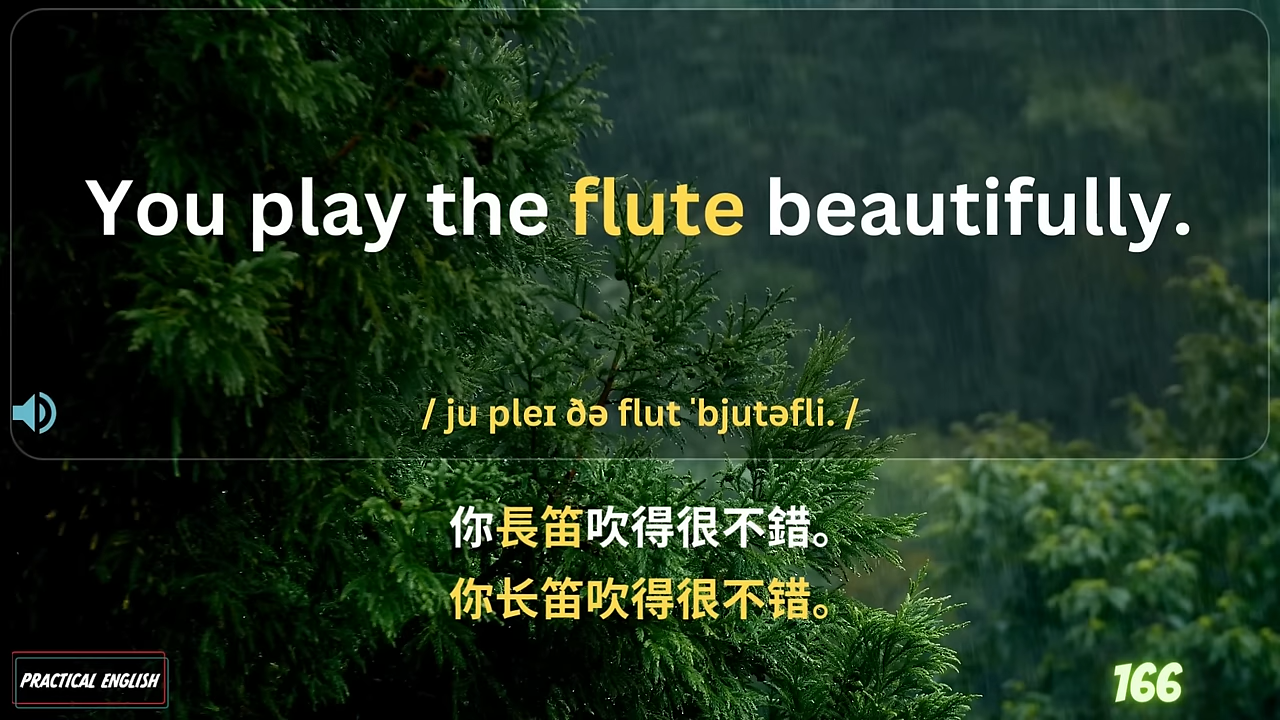 You play the flute beautifully.
/ ju pleɪ ðə flut ˈbjutəfli. /
你長笛吹得很不錯。
你长笛吹得很不错。
PRACTICAL ENGLISH
166